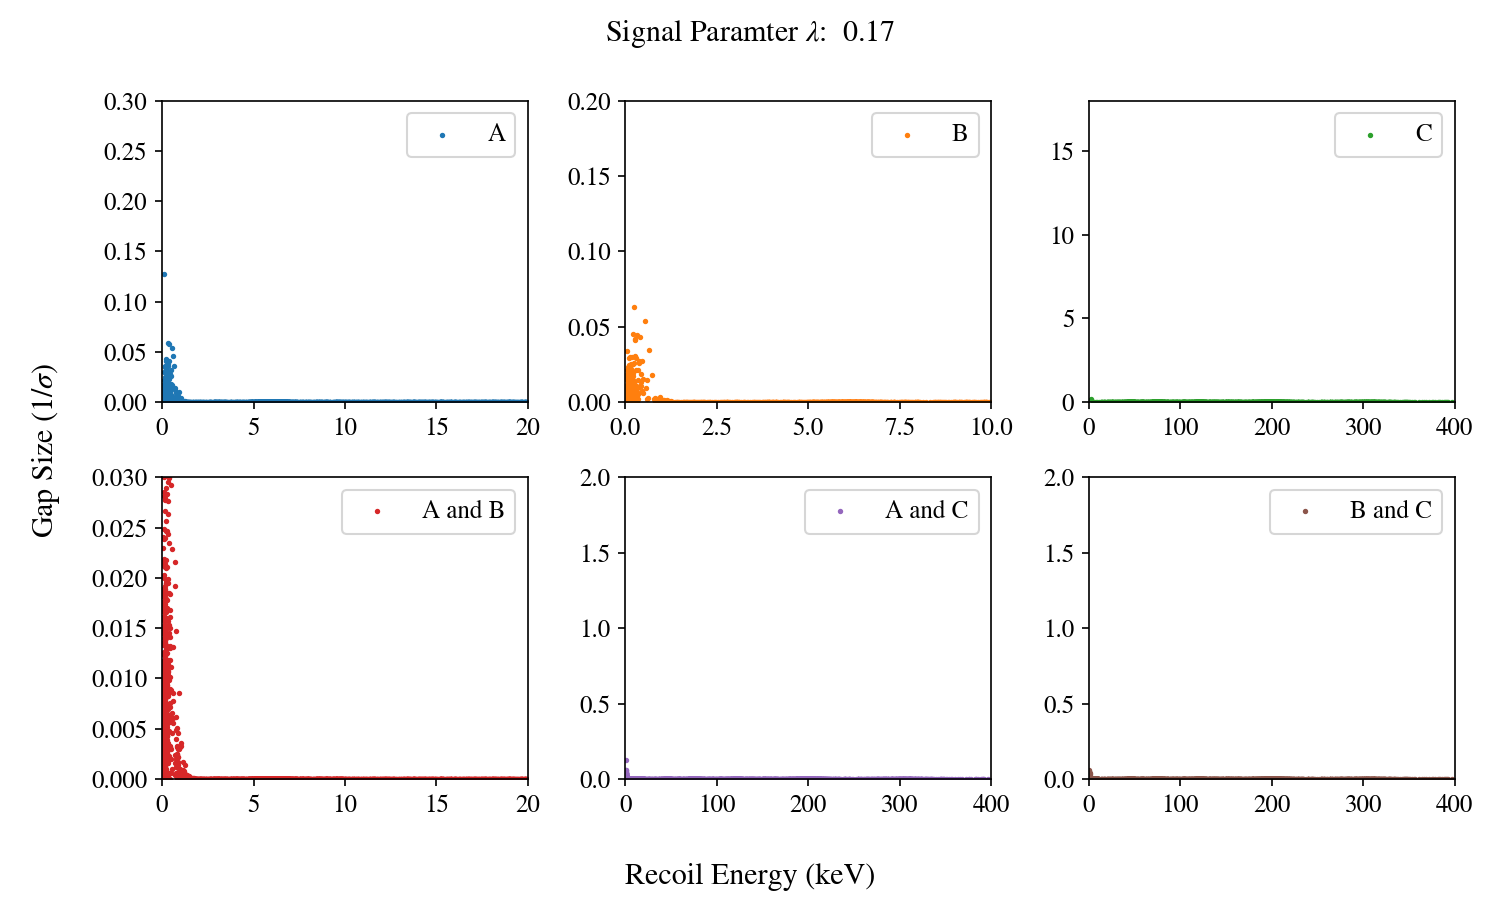 Signal Paramter λ: 0.17
0.30
0.25
0.20
0.15
0.10
0.05
0.00
0 5 10 15 20
A
0.20
0.15
0.10
0.05
0.00
0.0 2.5 5.0 7.5 10.0
B
15
10
5
0
0 100 200 300 400
C
Gap Size (1/σ)
0.030
0.025
0.020
0.015
0.010
0.005
0.000
0 5 10 15 20
A and B
2.0
1.5
1.0
0.5
0.0
0 100 200 300 400
A and C
2.0
1.5
1.0
0.5
0.0
0 100 200 300 400
B and C
Recoil Energy (keV)